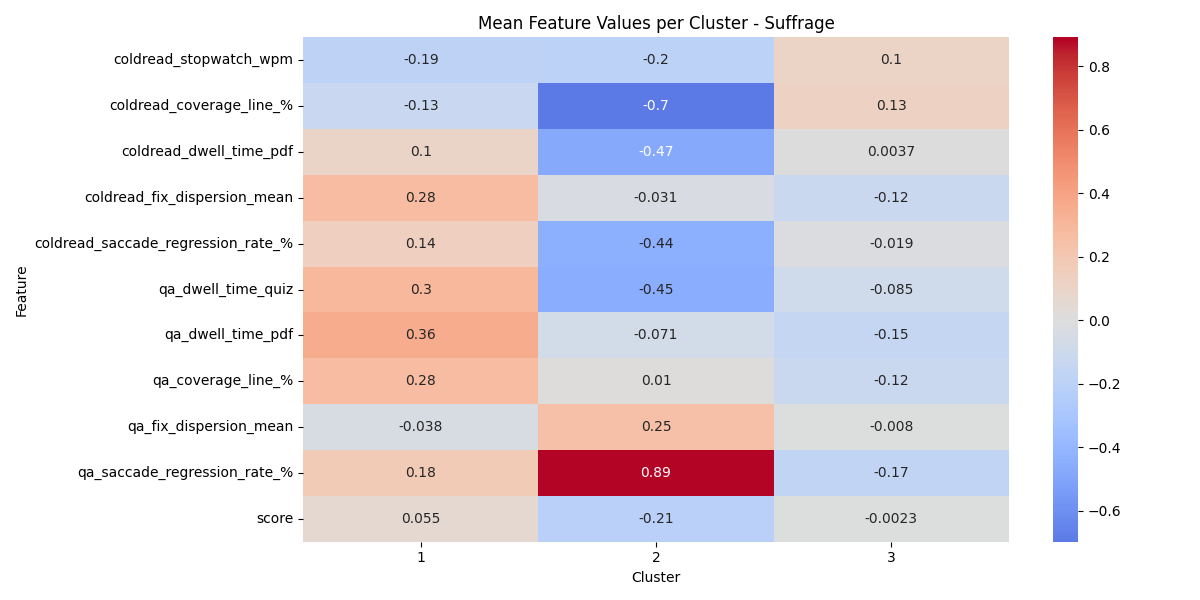 Mean Feature Values per Cluster - Suffrage
coldread_stopwatch_wpm -0.19 -0.2 0.1
coldread_coverage_line_% -0.13 -0.7 0.13
coldread_dwell_time_pdf 0.1 -0.47 0.0037
coldread_fix_dispersion_mean 0.28 -0.031 -0.12
coldread_saccade_regression_rate_% 0.14 -0.44 -0.019
qa_dwell_time_quiz 0.3 -0.45 -0.085
qa_dwell_time_pdf 0.36 -0.071 -0.15
qa_coverage_line_% 0.28 0.01 -0.12
qa_fix_dispersion_mean -0.038 0.25 -0.008
qa_saccade_regression_rate_% 0.18 0.89 -0.17
score 0.055 -0.21 -0.0023
1 2 3
Cluster
Feature
0.8
0.6
0.4
0.2
0.0
−0.2
−0.4
−0.6